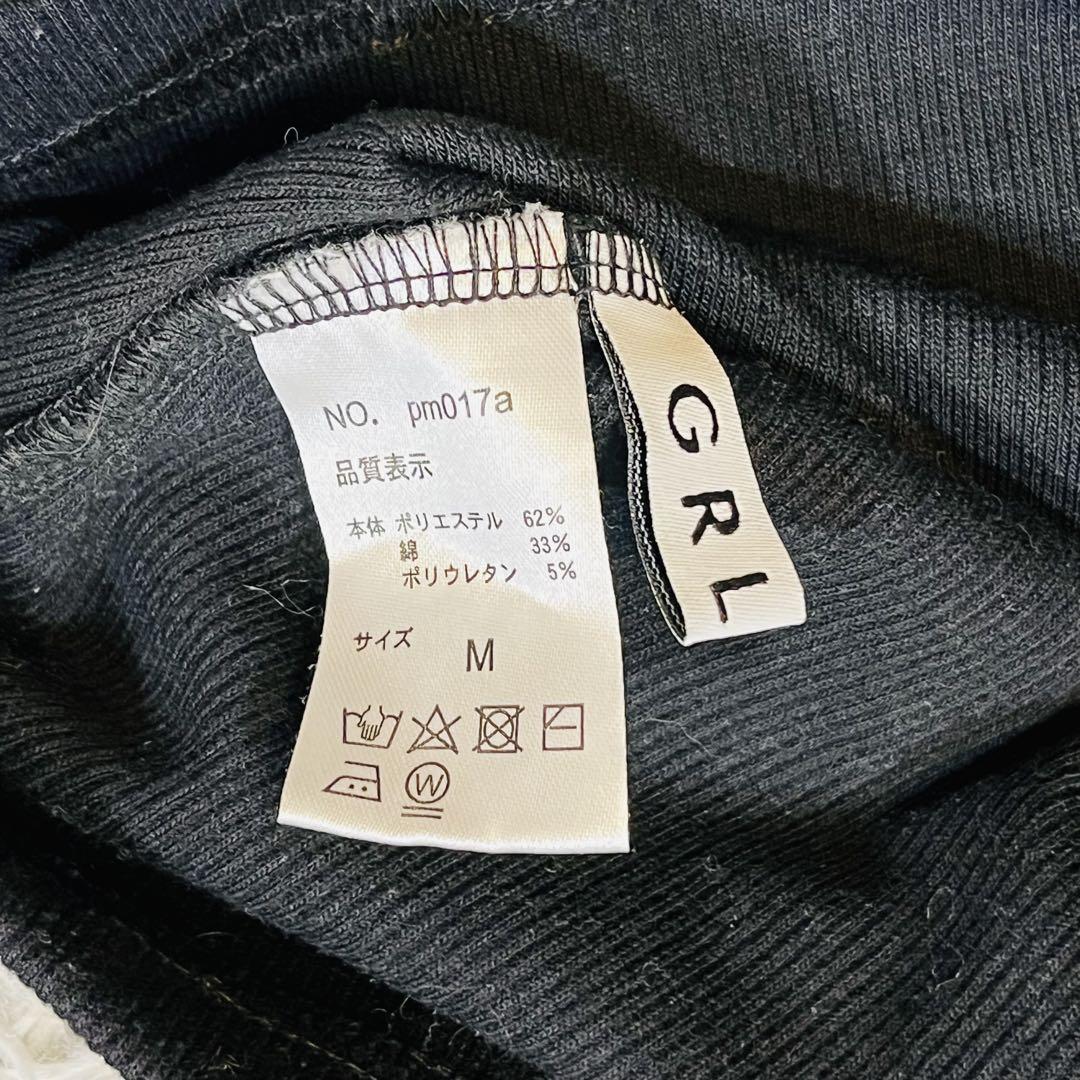 NO. pm017a
品質表示
本体 ポリエステル 62%
綿 33%
ポリウレタン 5%
サイズ M
W
GRL